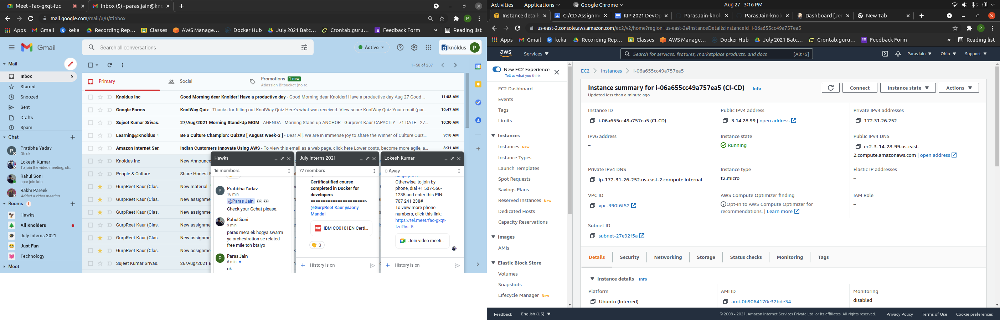 Meet - fao-gxqt-fzc
Inbox (5) - paras.jain@kno
mail.google.com/mail/u/0/#inbox
Apps
Gmail
keka
Recording Rep...
Classes
AWS Manage...
Docker Hub
July 2021 Batc...
Crontab.guru...
Feedback Form
»
Reading list
Gmail
Search all conversations
Active
knoldus
P
Mail
Inbox 5
Starred
Snoozed
Sent
Drafts
Spam
Chat
Pratibha Yadav
Oh ok
Lokesh Kumar
To join the video meeting, cli...
Rahul Soni
upar join krio
Rakhi Pareek
Added a video meeting
Rooms 1
Hawks
All Knolders
July Interns 2021
Just Fun
Technology
Meet
1–50 of 237
Primary
Social
Promotions 1 new
Atlassian Bitbucket (no-re.
Knoldus Inc Good Morning dear Knolder! Have a productive day - Good Morning dear Knolder! Have a productive day Aug 27 Good ... 11:08 AM
Google Forms KnolWay Quiz - Thanks for filling out KnolWay Quiz Here's what was received. View score KnolWay Quiz Your email (par... 10:47 AM
Sujeet Kumar Srivas. 27/Aug/2021 Morning Stand-Up MOM - AGENDA - Morning Stand-up ANCHOR - Gurpreet Kaur CAPACITY - 71 DATE - 27... 10:30 AM
Learning@Knoldus 4 Be a Culture Champion: Quiz#3 [ August Week-3 ] - Dear All, We are in immense joy to share the Winner of Culture Quiz... 9:18 AM
Amazon Internet Ser. Indian Customers Innovate Using AWS - To view this email as a web page, click here Lower costs, become more agile, a... 8:31 AM
Knoldus Inc New Announce
People & Culture Share Honest F
GurpReet Kaur (Clas. New material: "
GurpReet Kaur (Clas. New assignme
GurpReet Kaur (Clas. New assignme
GurpReet Kaur (Clas. New assignme
GurpReet Kaur (Clas. New assignme
GurpReet Kaur (Clas. New assignme
Sujeet Kumar Srivas. 26/Aug/2021 E
Hawks
16 members
Pratibha Yadav
16 min
@Paras Jain 👀 👀
Check your Gchat please.
Rahul Soni
9 min
paras mera ek hogya swarm
ya orchestration se related
free mile toh btaiyo
Paras Jain
6 min
ok
July Interns 2021
77 members
Certificatified course
completed in Docker for
developers
======================>
@GurpReet Kaur @Jony
Mandal
PDF IBM CO0101EN Certi...
3
History is on
Lokesh Kumar
Away
Otherwise, to join by
phone, dial +1 507-556-
1235 and enter this PIN:
707 241 238#
To view more phone
numbers, click this link:
https://tel.meet/fao-gxqt-
fzc?hs=5
Join video meeti...
History is on
Activities
Applications
Google Chrome
Aug 27 3:16 PM
Instance details
CI/CD Assignme
KIP 2021 DevOp
ParasJain-knolu
ParasJain-knolu
Dashboard [Jen
New Tab
us-east-2.console.aws.amazon.com/ec2/v2/home?region=us-east-2#InstanceDetails:instanceId=i-06a655cc49a757ea5
Apps
Gmail
keka
Recording Rep...
Classes
AWS Manage...
Docker Hub
July 2021 Batc...
Crontab.guru...
Feedback Form
»
Reading list
aws
Services
Search for services, features, marketplace products, and docs [Alt+S]
ParasJain
Ohio
Support
New EC2 Experience
Tell us what you think
EC2 Dashboard
Events
Tags
Limits
Instances
Instances New
Instance Types
Launch Templates
Spot Requests
Savings Plans
Reserved Instances New
Dedicated Hosts
Capacity Reservations
Images
AMIs
Elastic Block Store
Volumes
Snapshots
Lifecycle Manager New
EC2 > Instances > i-06a655cc49a757ea5
Instance summary for i-06a655cc49a757ea5 (CI-CD) Info
Updated less than a minute ago
Connect
Instance state
Actions
Instance ID
i-06a655cc49a757ea5 (CI-CD)
Public IPv4 address
3.14.28.99 | open address
Private IPv4 addresses
172.31.26.252
IPv6 address
–
Instance state
Running
Public IPv4 DNS
ec2-3-14-28-99.us-east-
2.compute.amazonaws.com | open address
Private IPv4 DNS
ip-172-31-26-252.us-east-2.compute.internal
Instance type
t2.micro
Elastic IP addresses
–
VPC ID
vpc-390f6f52
AWS Compute Optimizer finding
Opt-in to AWS Compute Optimizer for
recommendations. | Learn more
IAM Role
–
Subnet ID
subnet-27e92f5a
Details
Security
Networking
Storage
Status checks
Monitoring
Tags
Instance details Info
Platform
Ubuntu (Inferred)
AMI ID
ami-0b9064170e32bde34
Monitoring
disabled
Feedback
English (US)
© 2008 - 2021, Amazon Internet Services Private Ltd. or its affiliates. All rights reserved.
Privacy Policy
Terms of Use
Cookie preferences